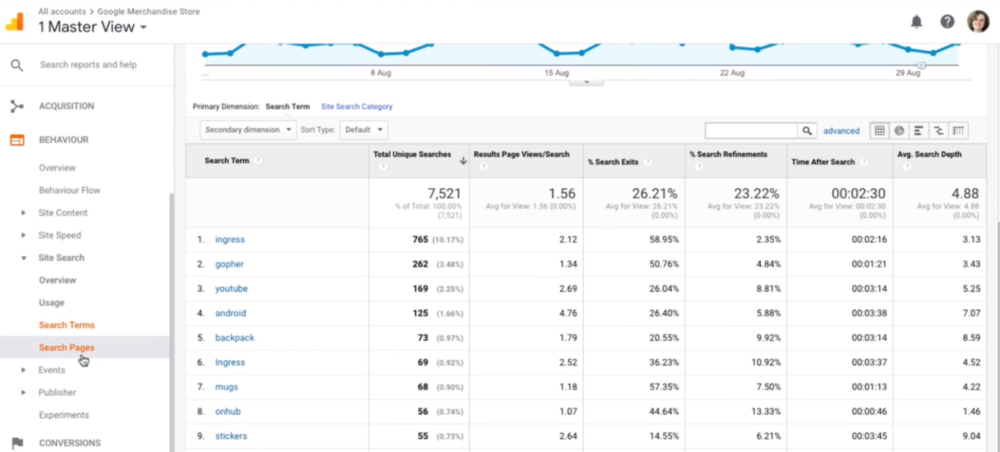 All accounts > Google Merchandise Store
1 Master View
Search reports and help
ACQUISITION
BEHAVIOUR
Overview
Behaviour Flow
Site Content
Site Speed
Site Search
Overview
Usage
Search Terms
Search Pages
Events
Publisher
Experiments
CONVERSIONS
... 8 Aug 15 Aug 22 Aug 29 Aug
Primary Dimension: Search Term Site Search Category
Secondary dimension Sort Type: Default advanced
Search Term ? Total Unique Searches ? Results Page Views/Search ? % Search Exits ? % Search Refinements ? Time After Search ? Avg. Search Depth ?
7,521 1.56 26.21% 23.22% 00:02:30 4.88
% of Total: 100.00% Avg for View: 1.56 (0.00%) Avg for View: 26.21% Avg for View: 23.22% Avg for View: 00:02:30 Avg for View: 4.88
(7,521) (0.00%) (0.00%) (0.00%) (0.00%)
1. ingress 765 (10.17%) 2.12 58.95% 2.35% 00:02:16 3.13
2. gopher 262 (3.48%) 1.34 50.76% 4.84% 00:01:21 3.43
3. youtube 169 (2.25%) 2.69 26.04% 8.81% 00:03:14 5.25
4. android 125 (1.66%) 4.76 26.40% 5.88% 00:03:38 7.07
5. backpack 73 (0.97%) 1.79 20.55% 9.92% 00:03:14 8.59
6. Ingress 69 (0.92%) 2.52 36.23% 10.92% 00:03:37 4.52
7. mugs 68 (0.90%) 1.18 57.35% 7.50% 00:01:13 4.22
8. onhub 56 (0.74%) 1.07 44.64% 13.33% 00:00:46 1.46
9. stickers 55 (0.73%) 2.64 14.55% 6.21% 00:03:45 9.04